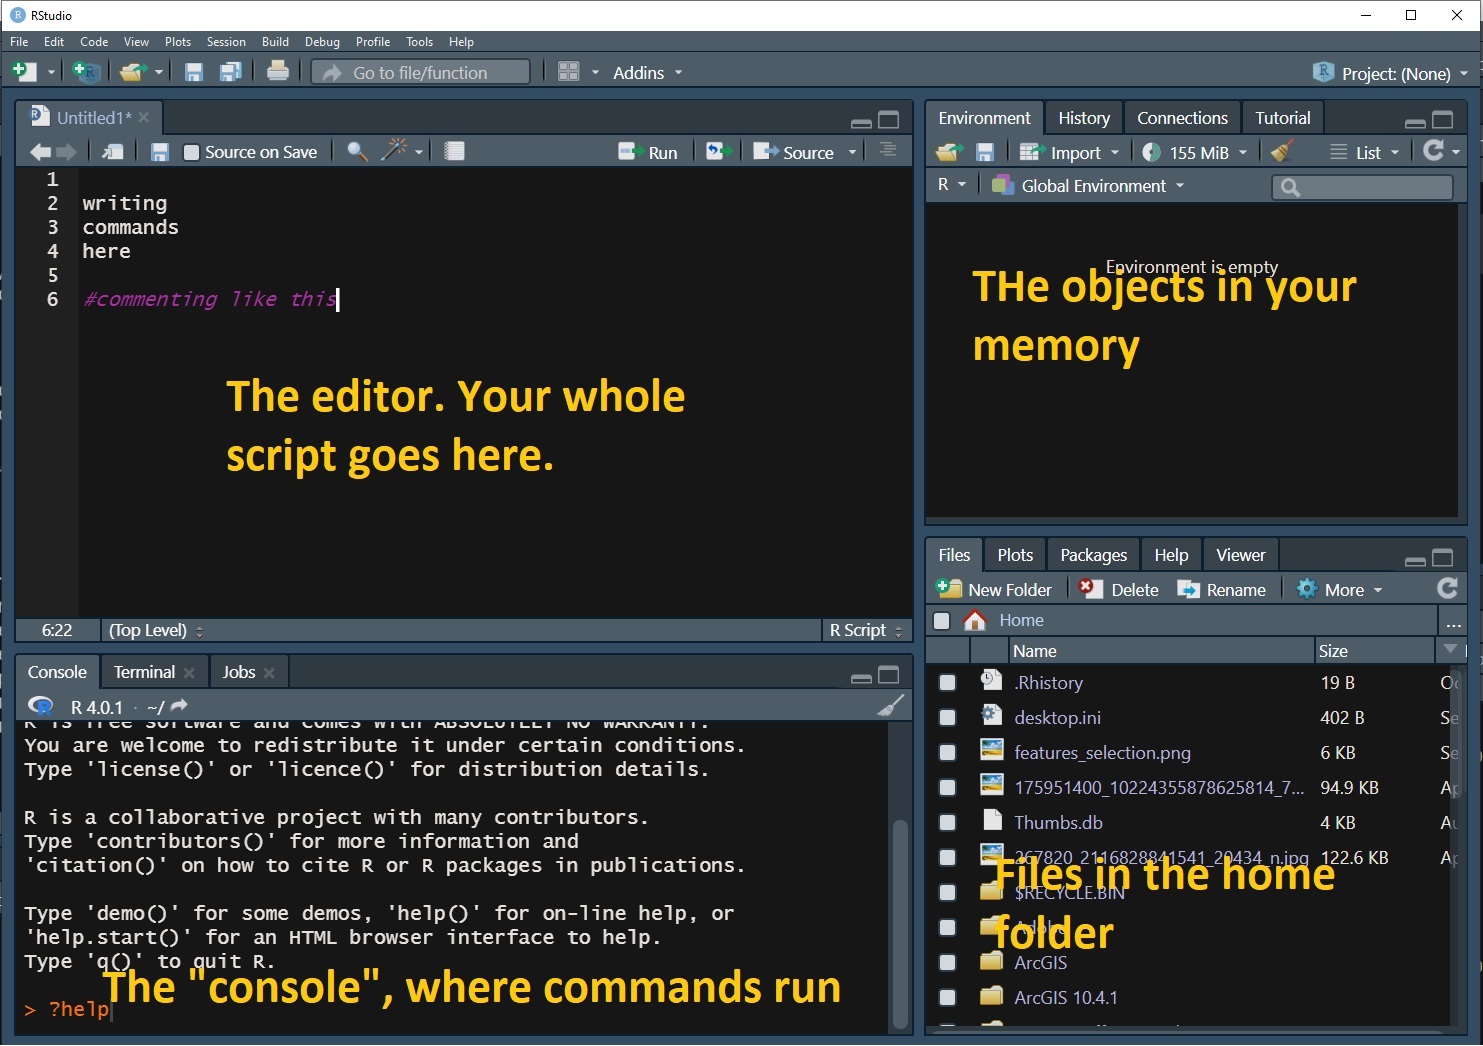 RStudio
File Edit Code View Plots Session Build Debug Profile Tools Help
Go to file/function Addins Project: (None)
Untitled1*
Source on Save Run Source
1
2 writing
3 commands
4 here
5
6 #commenting like this
The editor. Your whole
script goes here.
6:22 (Top Level) R Script
Environment History Connections Tutorial
Import 155 MiB List
R Global Environment
Environment is empty
THe objects in your
memory
Console Terminal Jobs
R 4.0.1 · ~/
R is free software and comes with ABSOLUTELY NO WARRANTY.
You are welcome to redistribute it under certain conditions.
Type 'license()' or 'licence()' for distribution details.
R is a collaborative project with many contributors.
Type 'contributors()' for more information and
'citation()' on how to cite R or R packages in publications.
Type 'demo()' for some demos, 'help()' for on-line help, or
'help.start()' for an HTML browser interface to help.
Type 'q()' to quit R.
The "console", where commands run
> ?help
Files Plots Packages Help Viewer
New Folder Delete Rename More
Home ...
Name Size
.Rhistory 19 B
desktop.ini 402 B Se
features_selection.png 6 KB Se
175951400_10224355878625814_7... 94.9 KB
Thumbs.db 4 KB
267820_2116828841541_20434_n.jpg 122.6 KB
Files in the home
folder
$RECYCLE.BIN
Adobe
ArcGIS
ArcGIS 10.4.1